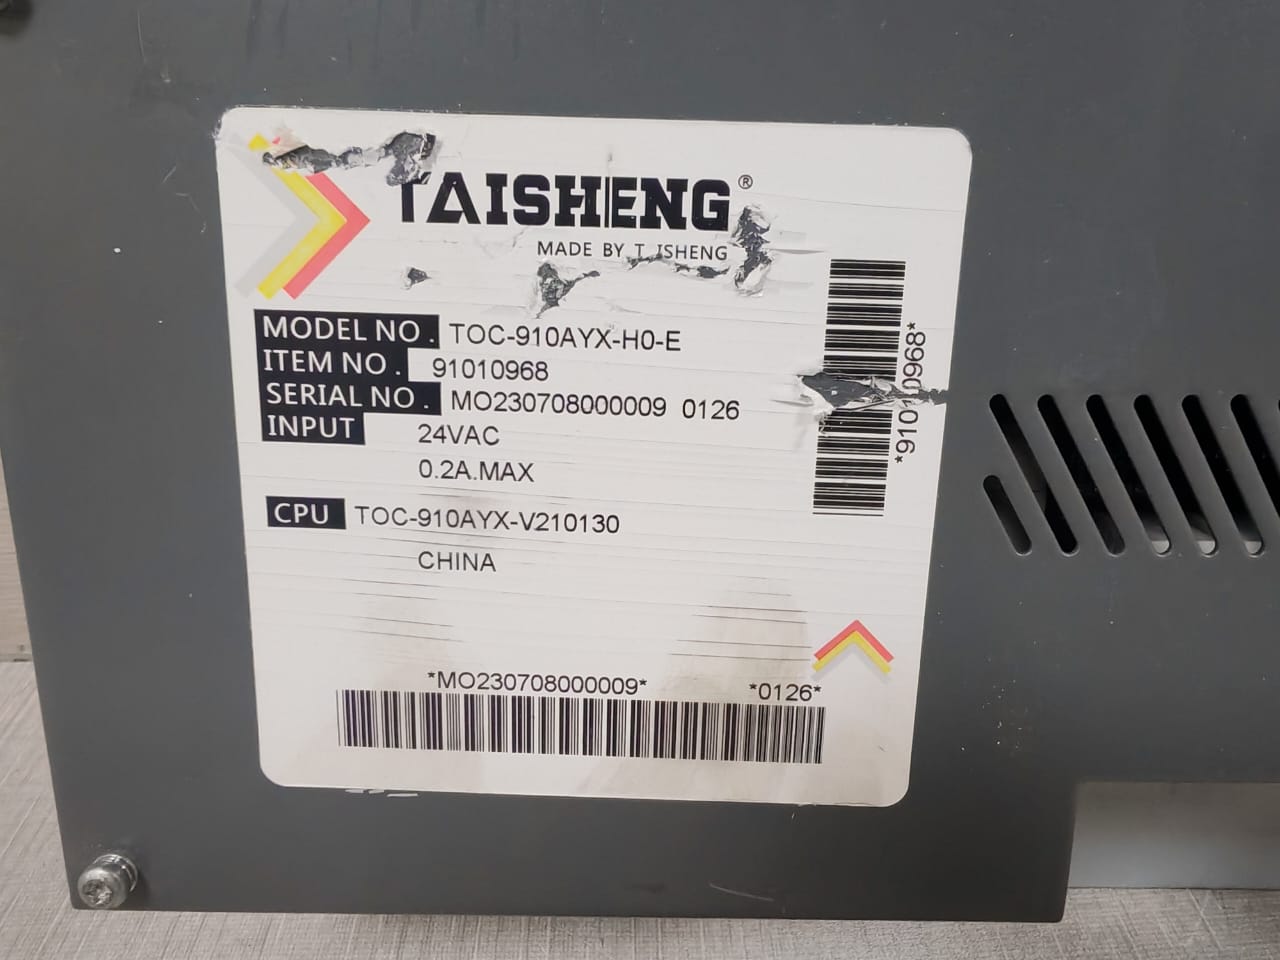 TAISHENG®
MADE BY T ISHENG
MODEL NO. TOC-910AYX-H0-E
ITEM NO. 91010968
SERIAL NO. MO230708000009 0126
INPUT 24VAC
0.2A.MAX
CPU TOC-910AYX-V210130
CHINA
*91010968*
*MO230708000009* *0126*